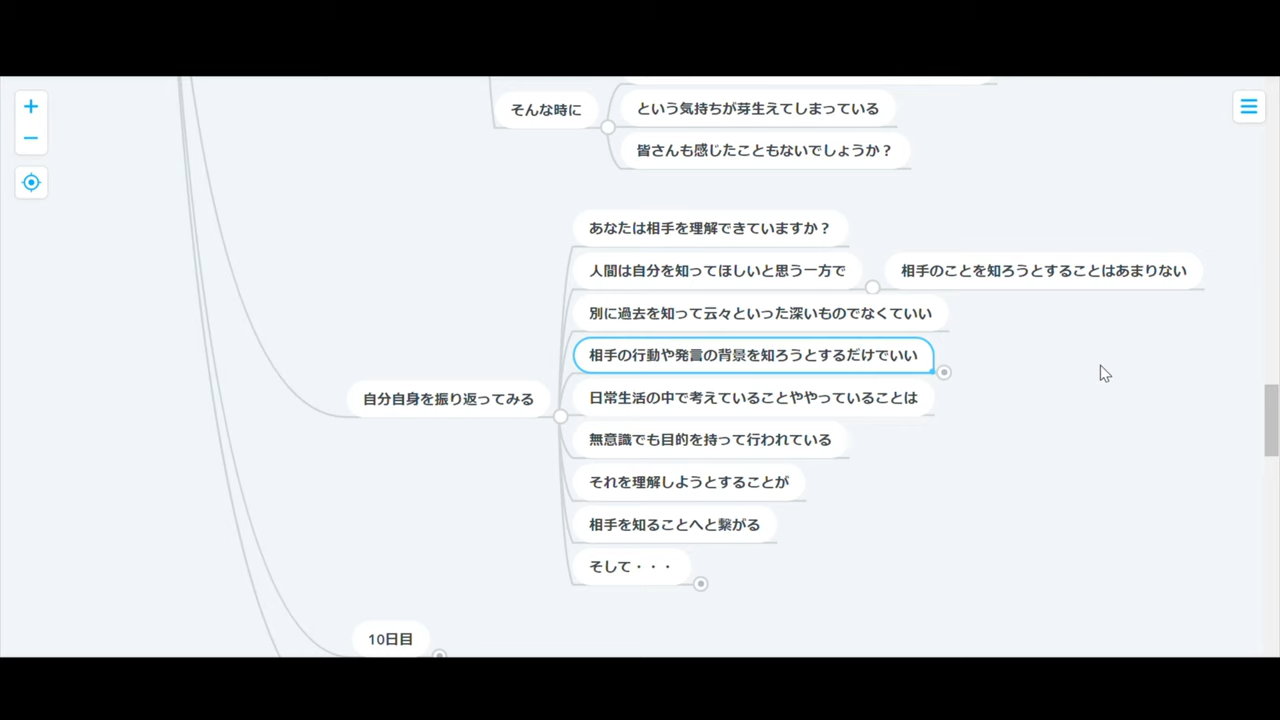 そんな時に
という気持ちが芽生えてしまっている
皆さんも感じたこともないでしょうか？
自分自身を振り返ってみる
あなたは相手を理解できていますか？
人間は自分を知ってほしいと思う一方で
相手のことを知ろうとすることはあまりない
別に過去を知って云々といった深いものでなくていい
相手の行動や発言の背景を知ろうとするだけでいい
日常生活の中で考えていることややっていることは
無意識でも目的を持って行われている
それを理解しようとすることが
相手を知ることへと繋がる
そして・・・
10日目